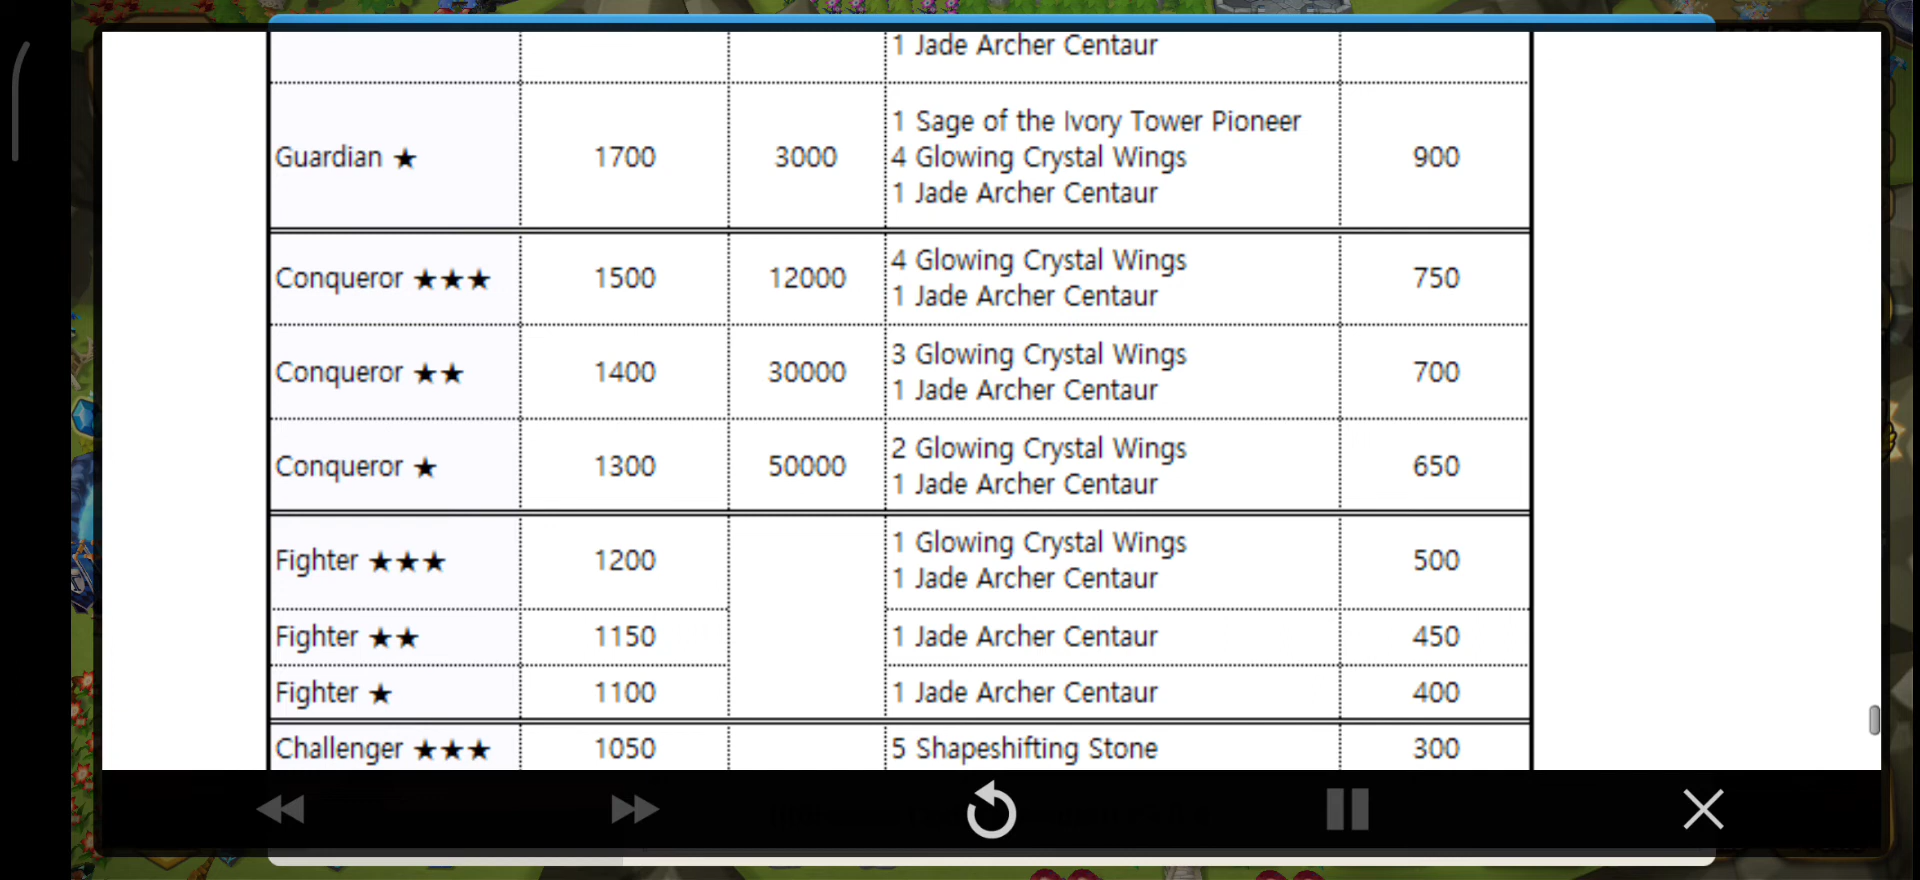 1 Jade Archer Centaur
Guardian ★ 1700 3000 1 Sage of the Ivory Tower Pioneer
4 Glowing Crystal Wings
1 Jade Archer Centaur 900
Conqueror ★★★ 1500 12000 4 Glowing Crystal Wings
1 Jade Archer Centaur 750
Conqueror ★★ 1400 30000 3 Glowing Crystal Wings
1 Jade Archer Centaur 700
Conqueror ★ 1300 50000 2 Glowing Crystal Wings
1 Jade Archer Centaur 650
Fighter ★★★ 1200 1 Glowing Crystal Wings
1 Jade Archer Centaur 500
Fighter ★★ 1150 1 Jade Archer Centaur 450
Fighter ★ 1100 1 Jade Archer Centaur 400
Challenger ★★★ 1050 5 Shapeshifting Stone 300